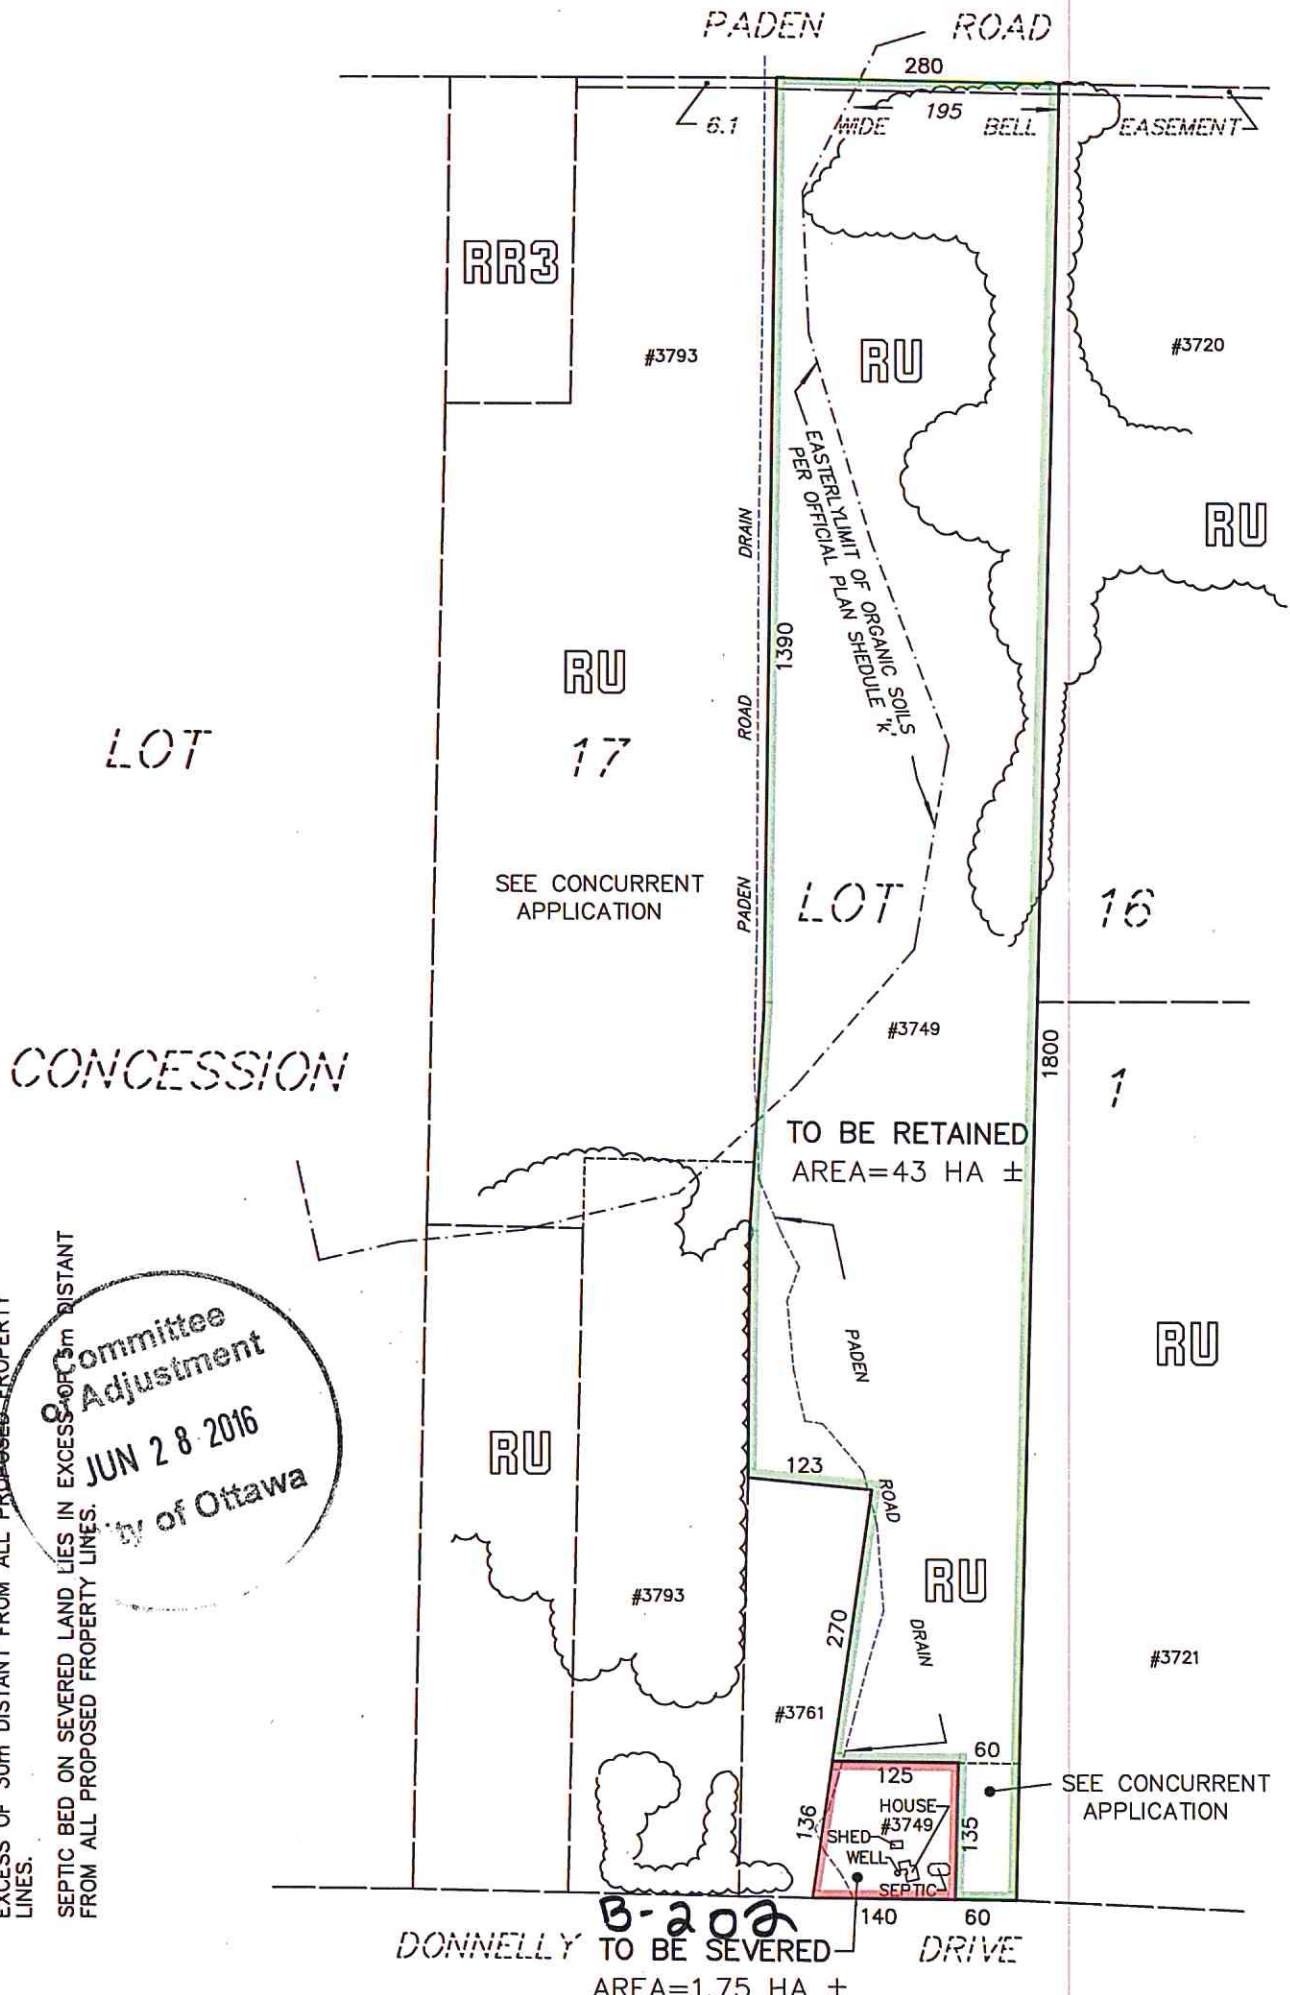 PADEN ROAD
280
195
6.1 WIDE BELL EASEMENT
RR3
#3793
RU
#3720
EASTERLYLIMIT OF ORGANIC SOILS
PER OFFICIAL PLAN SHEDULE 'K'
RU
PADEN ROAD DRAIN
1390
RU
LOT 17
SEE CONCURRENT
APPLICATION
LOT 16
#3749
CONCESSION 1
1800
TO BE RETAINED
AREA=43 HA ±
EXCESS OF 30m DISTANT FROM ALL PROPOSED PROPERTY
LINES.
SEPTIC BED ON SEVERED LAND LIES IN EXCESS OF 3m DISTANT
FROM ALL PROPOSED FROPERTY LINES.
Committee
of Adjustment
JUN 28 2016
ty of Ottawa
RU
PADEN ROAD DRAIN
RU
123
RU
#3793
270
#3721
#3761
60
125
SEE CONCURRENT
APPLICATION
136
HOUSE
#3749
135
SHED
WELL
SEPTIC
140
60
B-202
DONNELLY DRIVE
TO BE SEVERED
AREA=1.75 HA ±